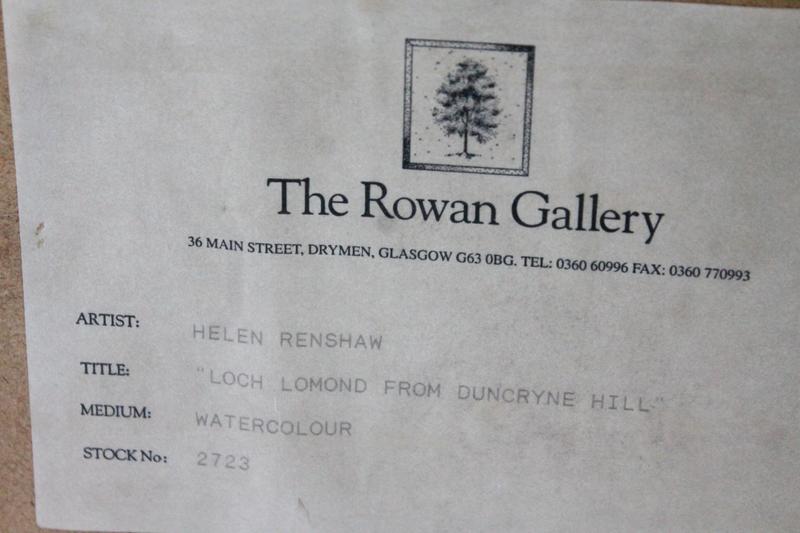 The Rowan Gallery
36 MAIN STREET, DRYMEN, GLASGOW G63 0BG. TEL: 0360 60996 FAX: 0360 770993
ARTIST: HELEN RENSHAW
TITLE: "LOCH LOMOND FROM DUNCRYNE HILL"
MEDIUM: WATERCOLOUR
STOCK No: 2723